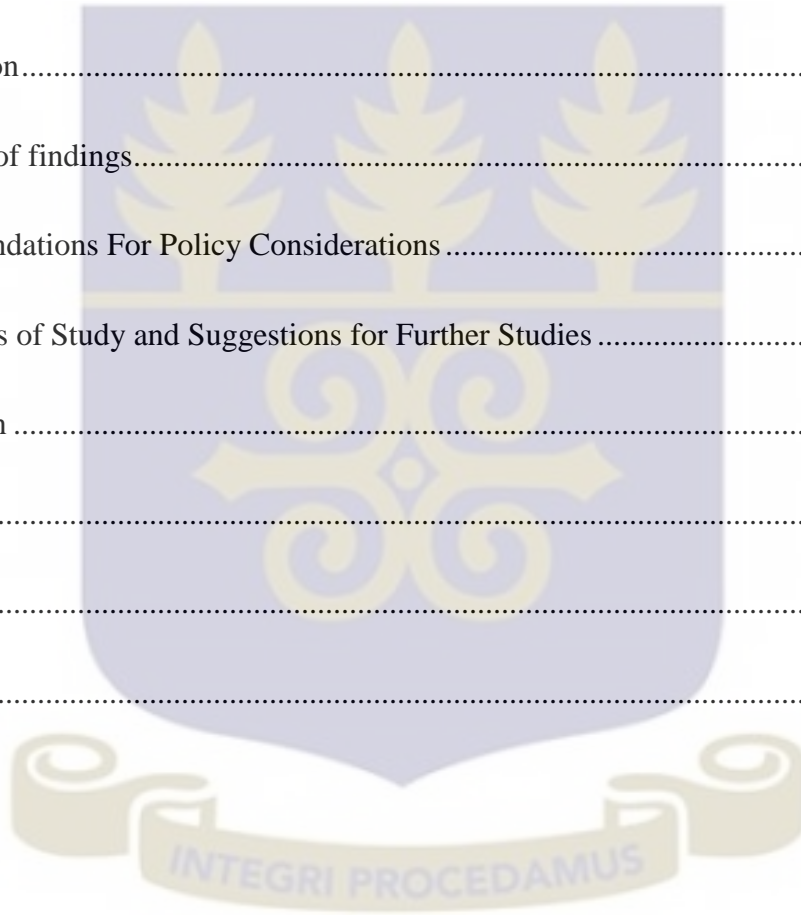 on....................................................................................................
of findings....................................................................................
ndations For Policy Considerations .............................................
s of Study and Suggestions for Further Studies ..........................
n ....................................................................................................
....................................................................................................
....................................................................................................
....................................................................................................
INTEGRI PROCEDAMUS